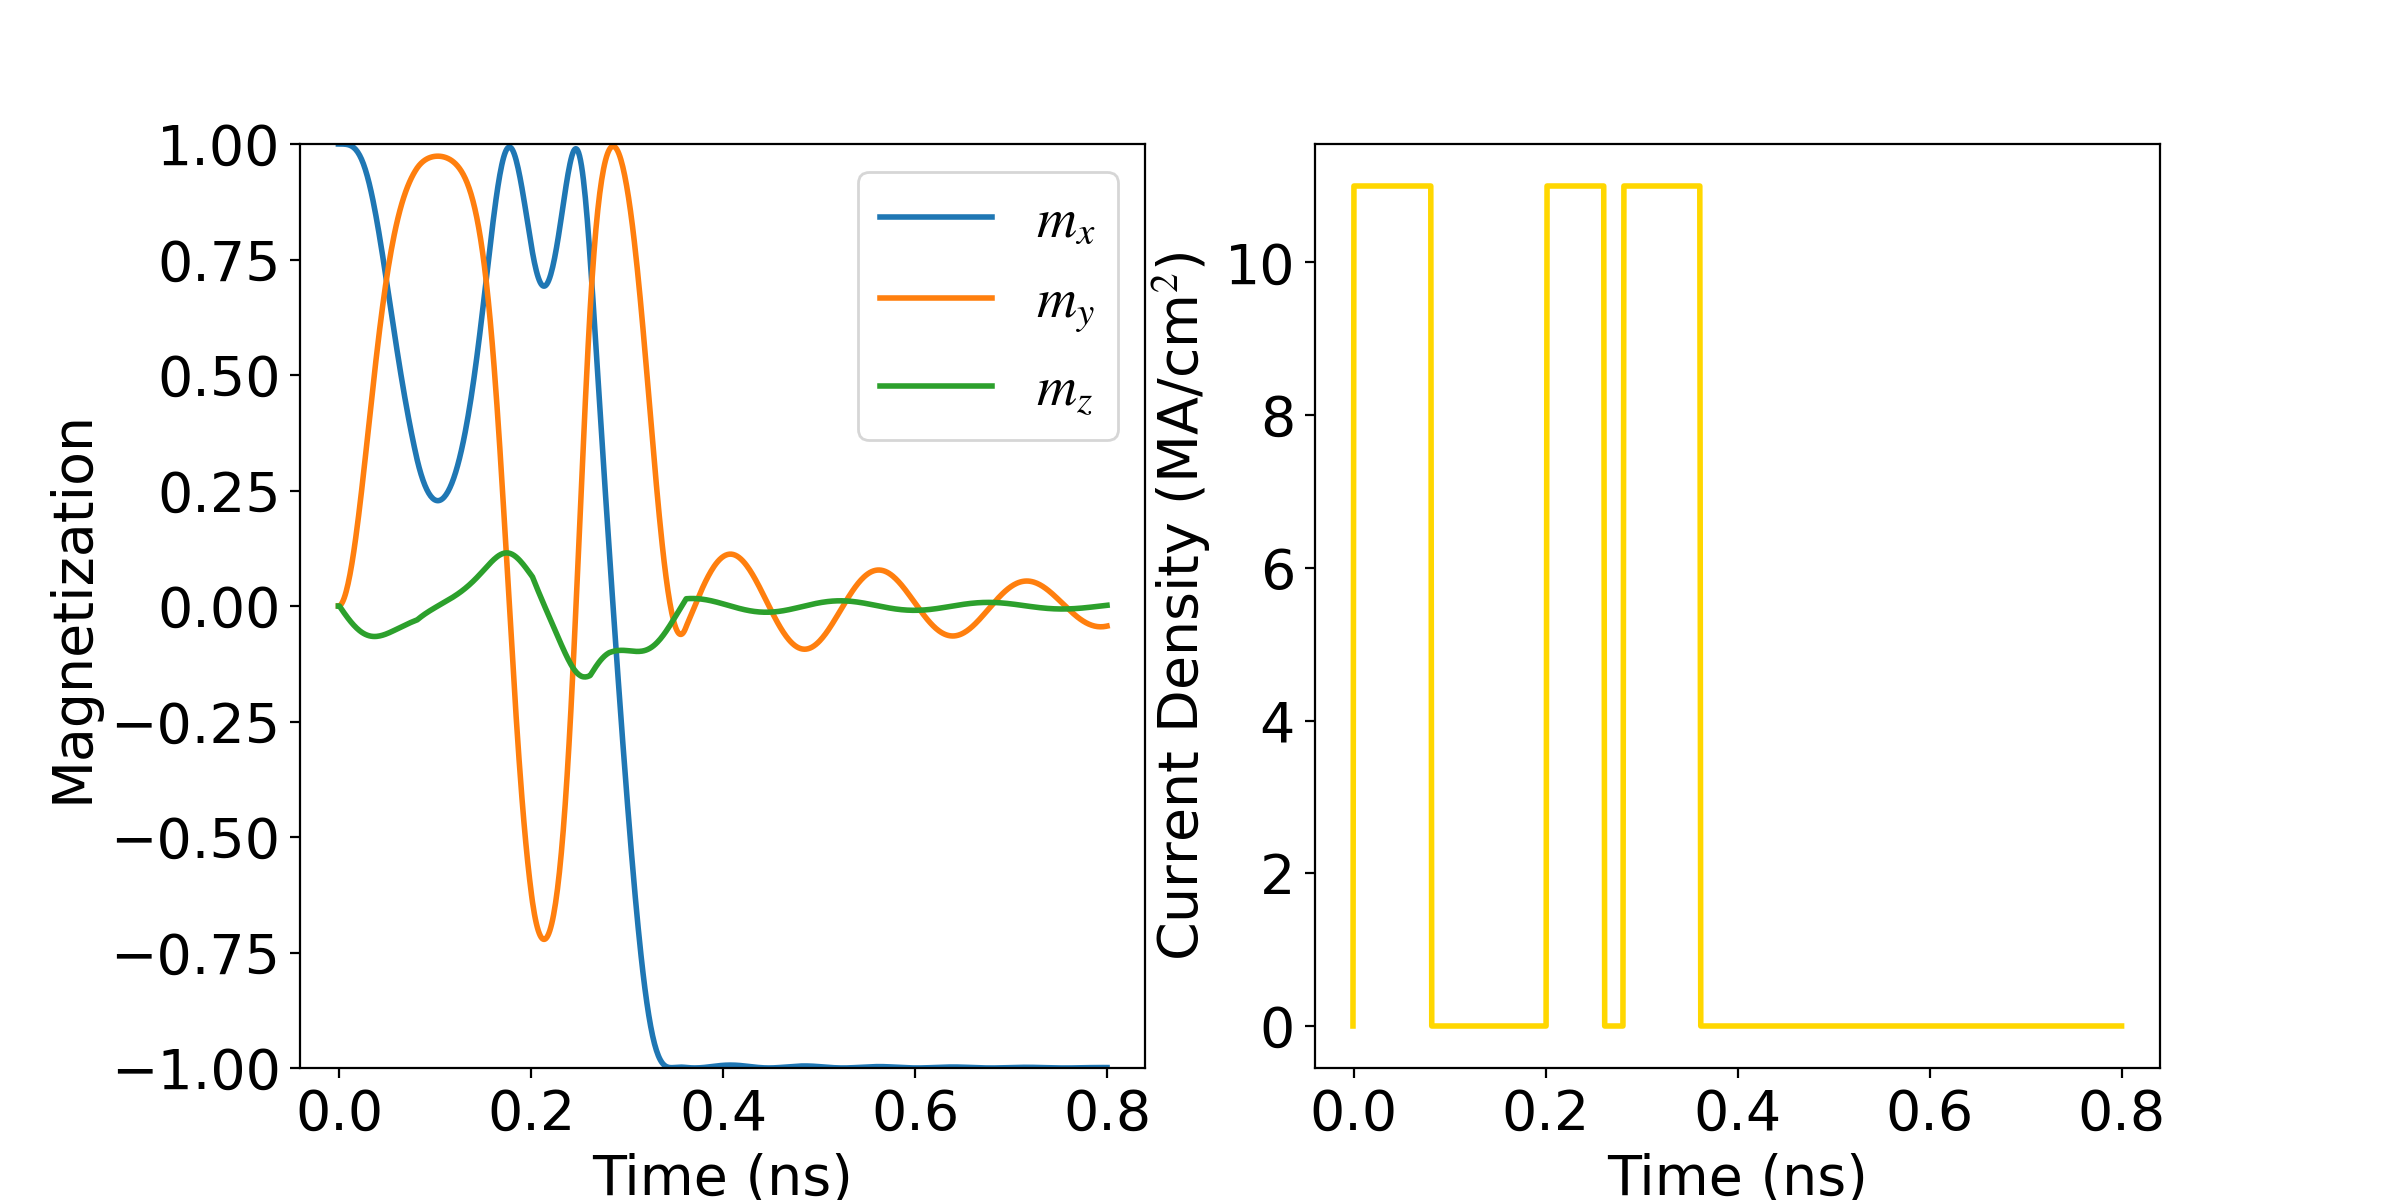 Magnetization
1.00
0.75
0.50
0.25
0.00
−0.25
−0.50
−0.75
−1.00
0.0 0.2 0.4 0.6 0.8
Time (ns)
m_x
m_y
m_z
Current Density (MA/cm²)
10
8
6
4
2
0
0.0 0.2 0.4 0.6 0.8
Time (ns)